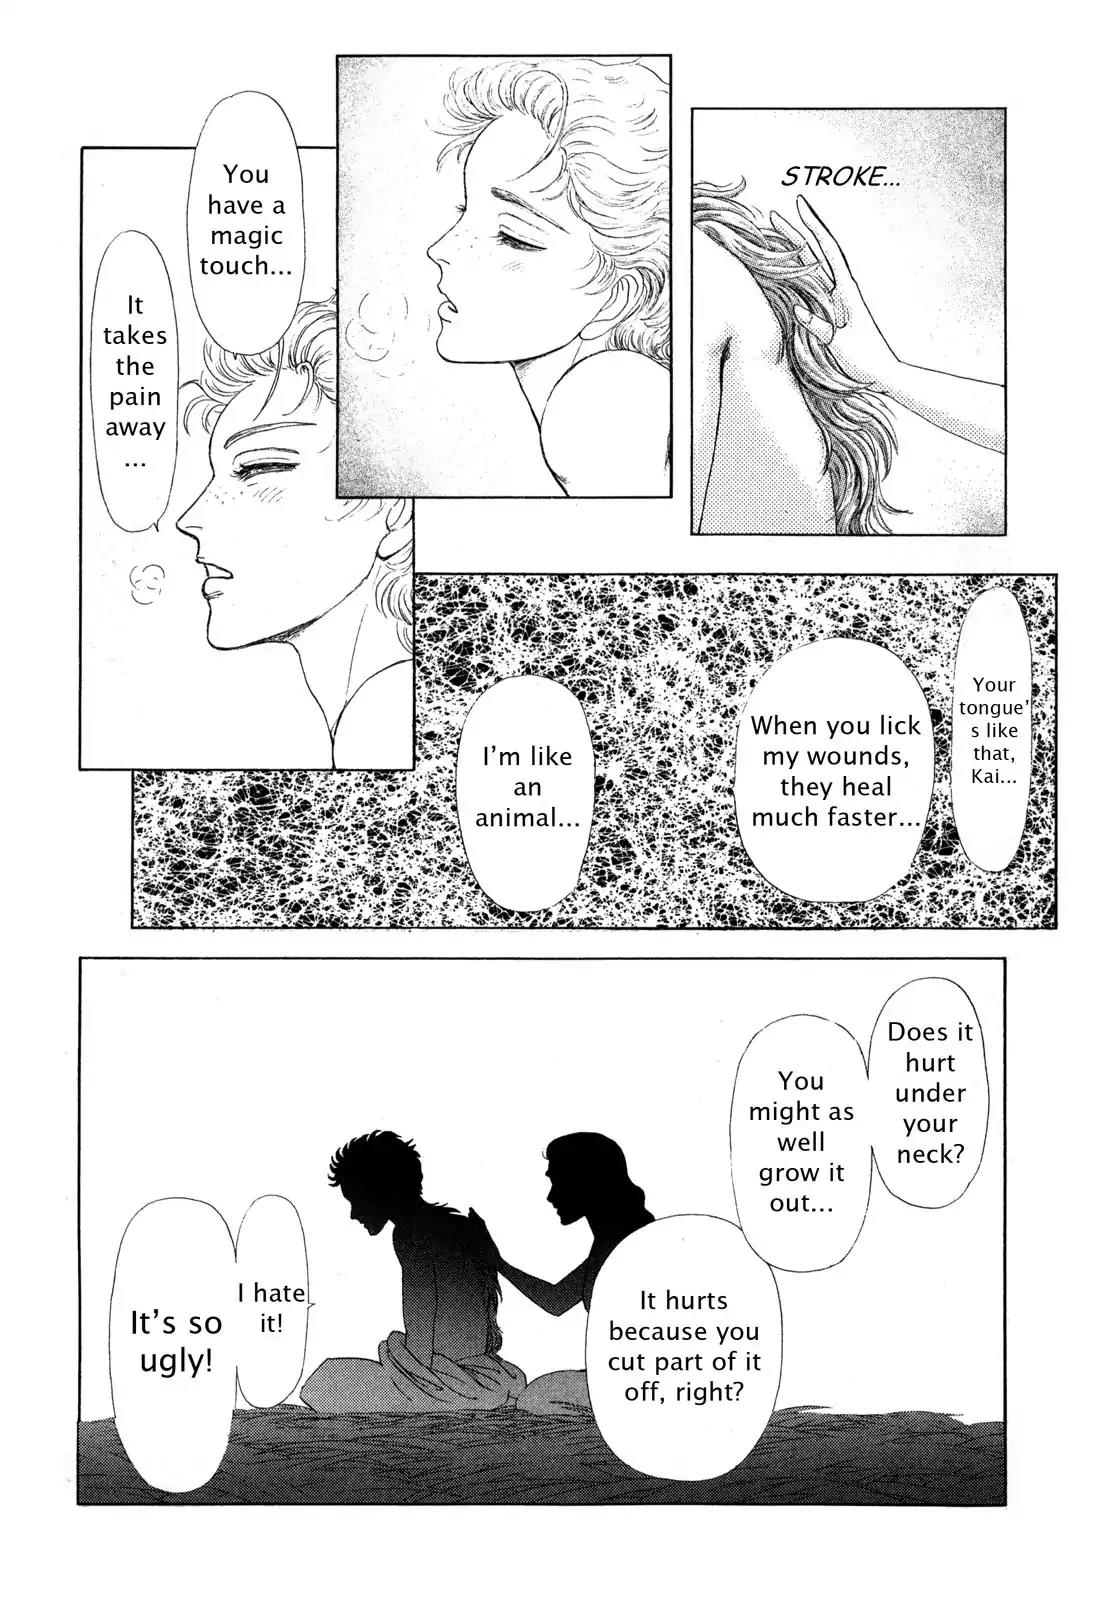 STROKE...
You
have a
magic
touch...
It
takes
the
pain
away
...
Your
tongue'
s like
that,
Kai...
When you lick
my wounds,
they heal
much faster...
I'm like
an
animal...
Does it
hurt
under
your
neck?
You
might as
well
grow it
out...
It hurts
because you
cut part of it
off, right?
I hate
it!
It's so
ugly!